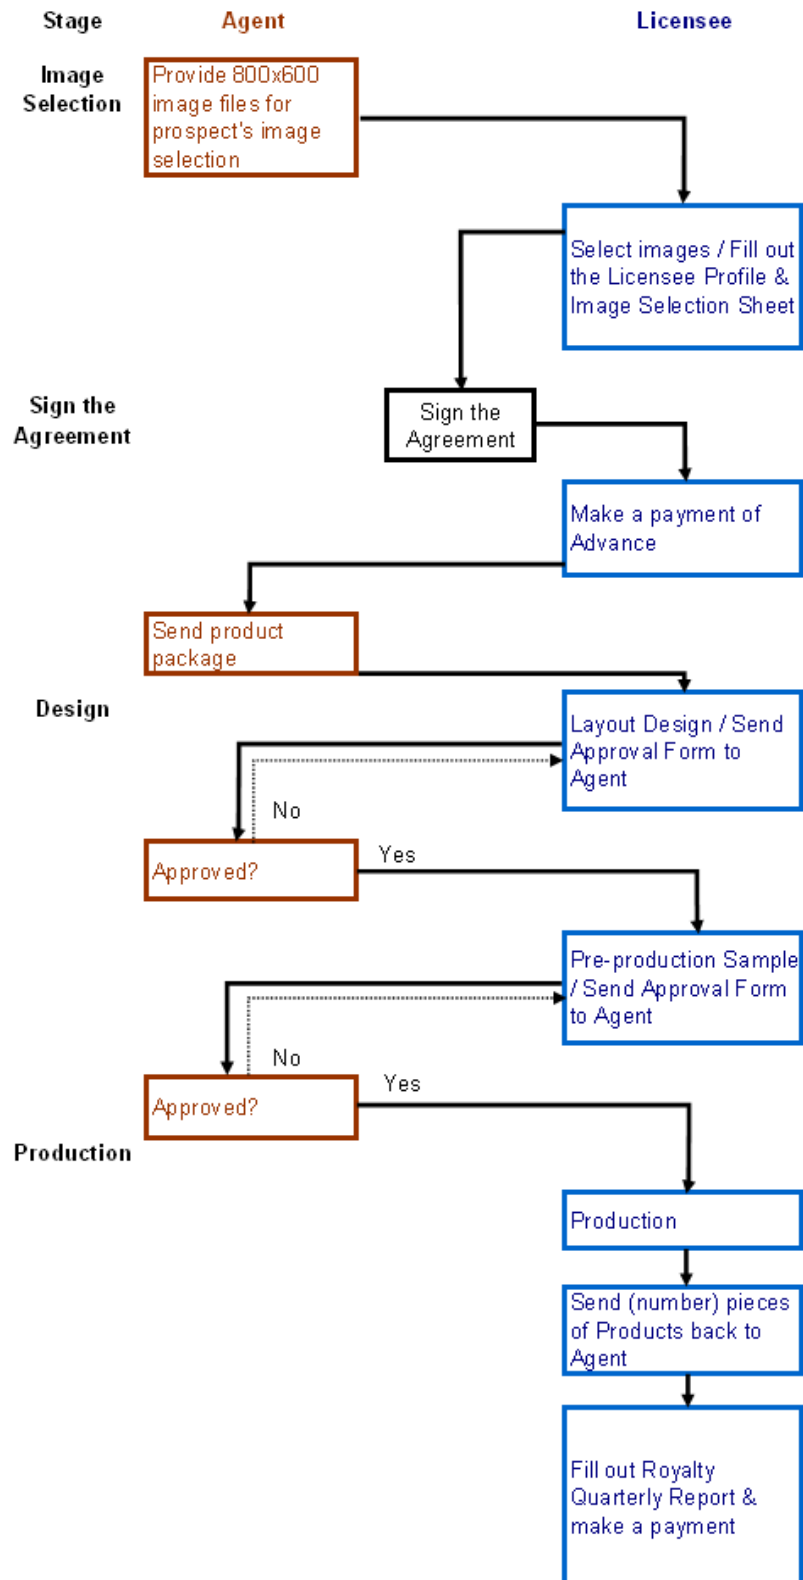 Stage
Agent
Licensee
Image
Selection
Provide 800x600
image files for
prospect's image
selection
Select images / Fill out
the Licensee Profile &
Image Selection Sheet
Sign the
Agreement
Sign the
Agreement
Make a payment of
Advance
Send product
package
Design
Layout Design / Send
Approval Form to
Agent
No
Approved?
Yes
Pre-production Sample
/ Send Approval Form
to Agent
No
Approved?
Yes
Production
Production
Send (number) pieces
of Products back to
Agent
Fill out Royalty
Quarterly Report &
make a payment